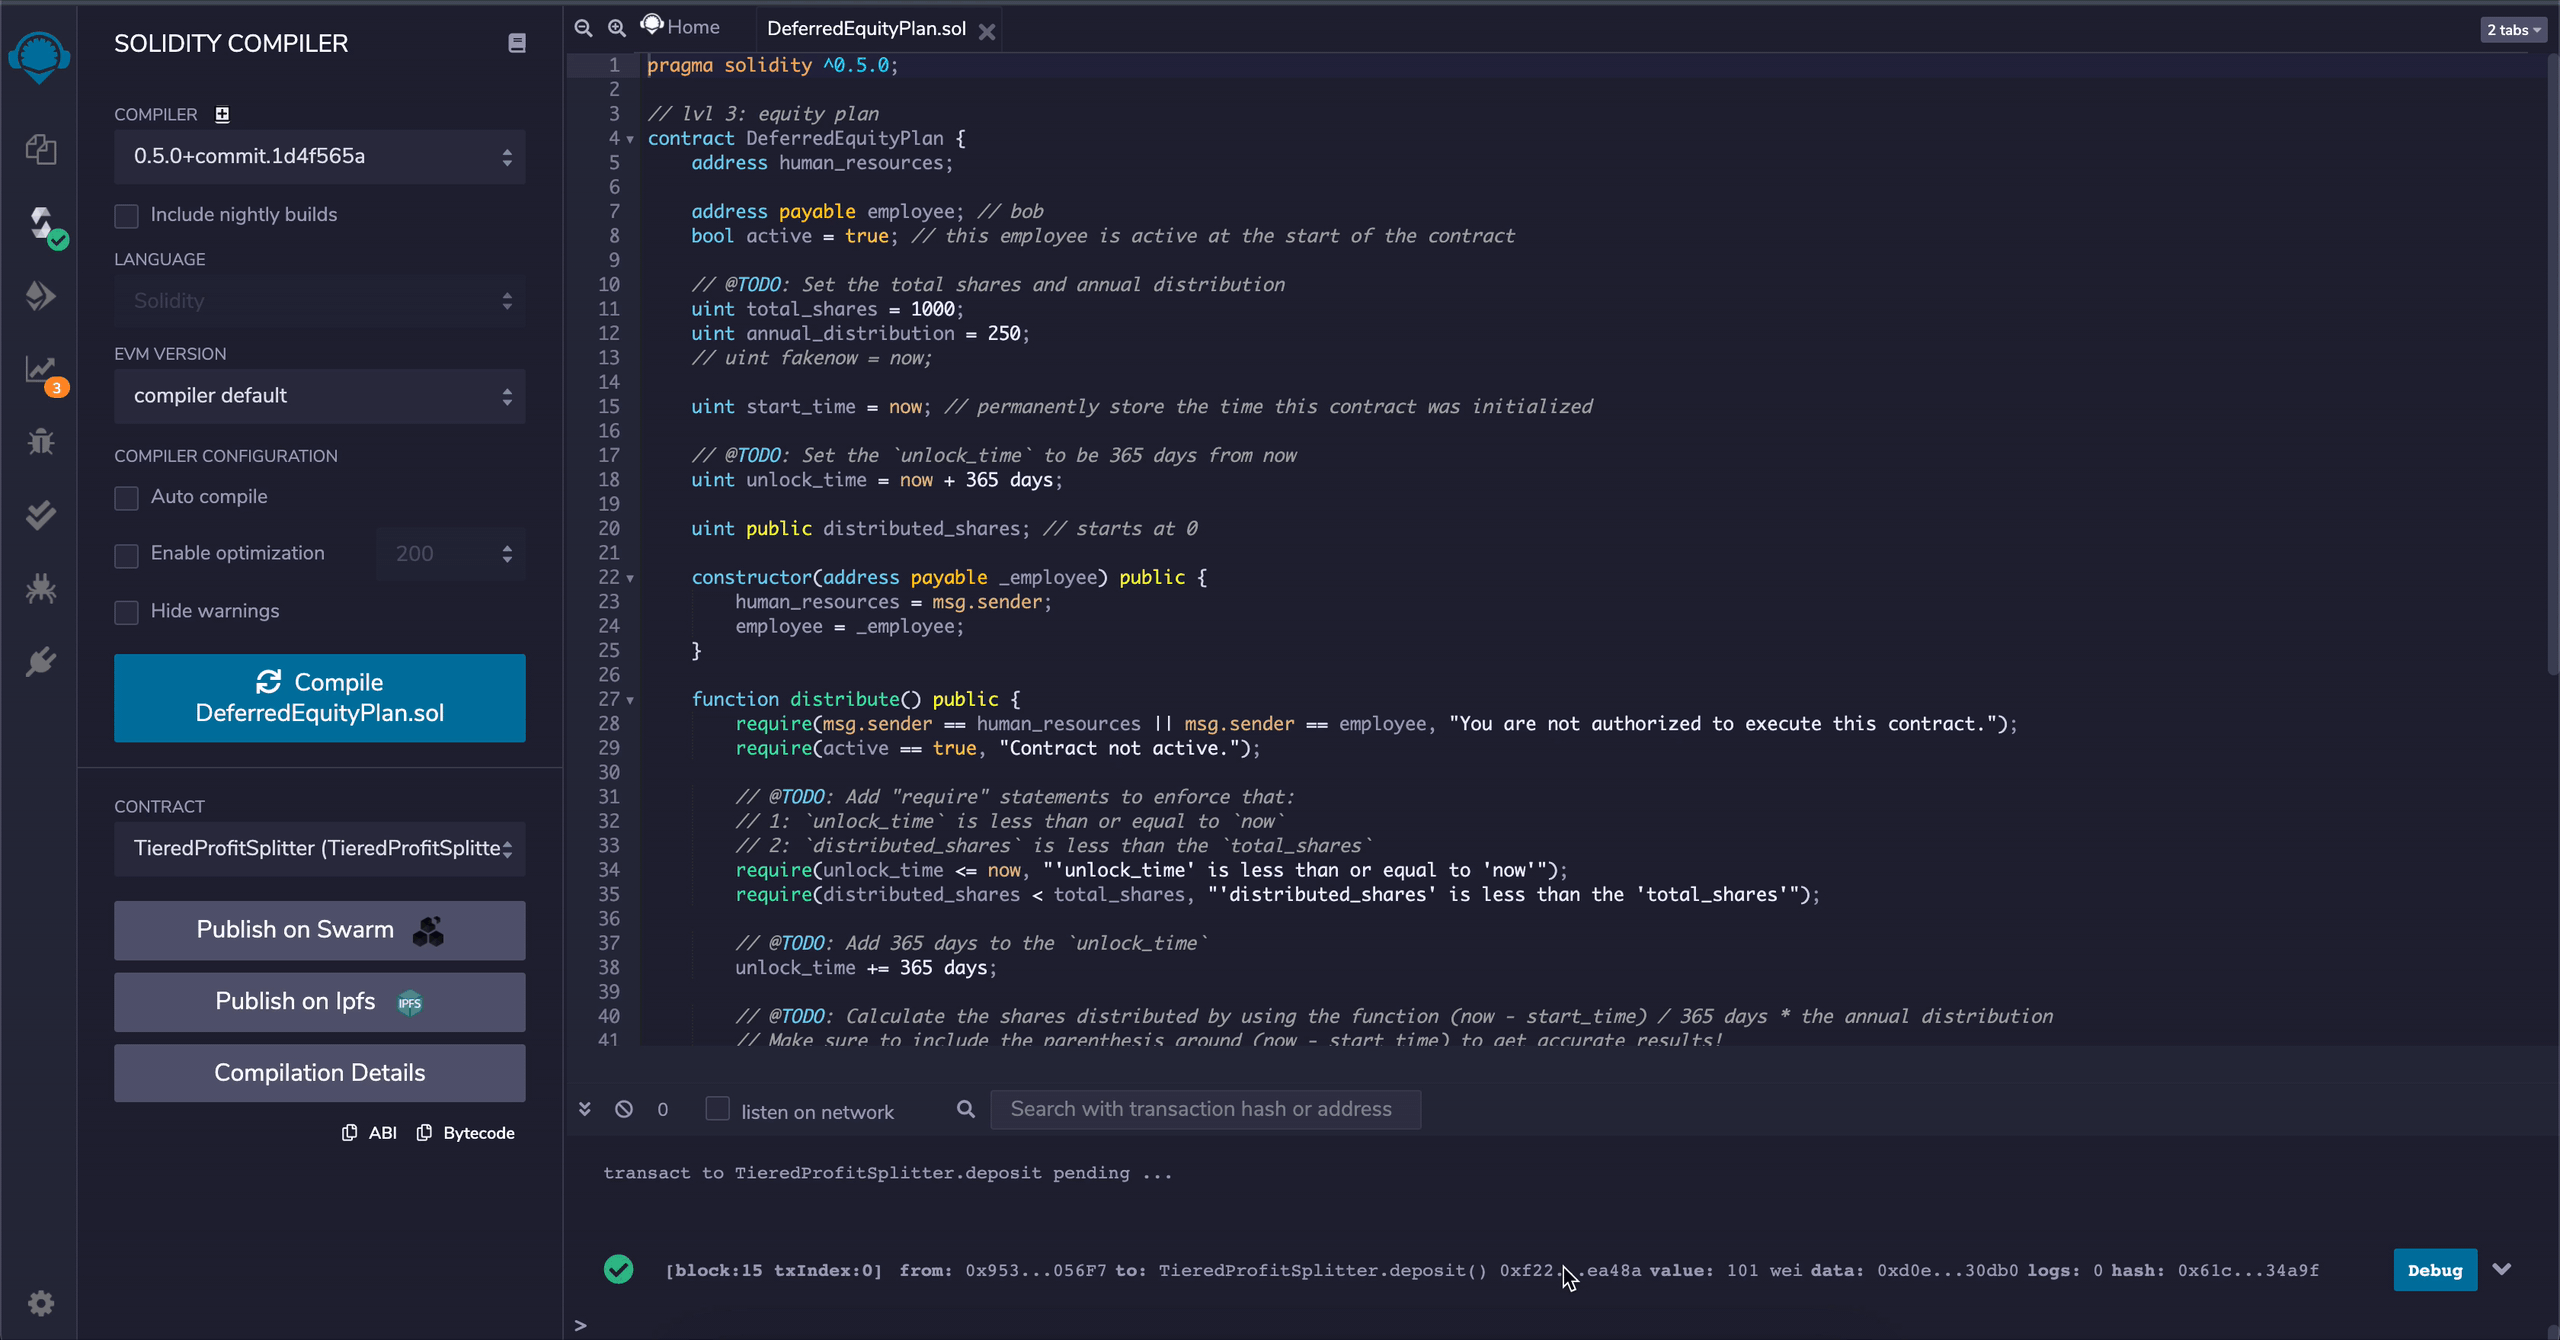 SOLIDITY COMPILER
COMPILER
0.5.0+commit.1d4f565a
Include nightly builds
LANGUAGE
Solidity
EVM VERSION
compiler default
COMPILER CONFIGURATION
Auto compile
Enable optimization
200
Hide warnings
Compile
DeferredEquityPlan.sol
CONTRACT
TieredProfitSplitter (TieredProfitSplitte
Publish on Swarm
Publish on Ipfs IPFS
Compilation Details
ABI Bytecode
3
Home DeferredEquityPlan.sol 2 tabs
1 pragma solidity ^0.5.0;
2
3 // lvl 3: equity plan
4 contract DeferredEquityPlan {
5 address human_resources;
6
7 address payable employee; // bob
8 bool active = true; // this employee is active at the start of the contract
9
10 // @TODO: Set the total shares and annual distribution
11 uint total_shares = 1000;
12 uint annual_distribution = 250;
13 // uint fakenow = now;
14
15 uint start_time = now; // permanently store the time this contract was initialized
16
17 // @TODO: Set the `unlock_time` to be 365 days from now
18 uint unlock_time = now + 365 days;
19
20 uint public distributed_shares; // starts at 0
21
22 constructor(address payable _employee) public {
23 human_resources = msg.sender;
24 employee = _employee;
25 }
26
27 function distribute() public {
28 require(msg.sender == human_resources || msg.sender == employee, "You are not authorized to execute this contract.");
29 require(active == true, "Contract not active.");
30
31 // @TODO: Add "require" statements to enforce that:
32 // 1: `unlock_time` is less than or equal to `now`
33 // 2: `distributed_shares` is less than the `total_shares`
34 require(unlock_time <= now, "'unlock_time' is less than or equal to 'now'");
35 require(distributed_shares < total_shares, "'distributed_shares' is less than the 'total_shares'");
36
37 // @TODO: Add 365 days to the `unlock_time`
38 unlock_time += 365 days;
39
40 // @TODO: Calculate the shares distributed by using the function (now - start_time) / 365 days * the annual distribution
41 // Make sure to include the parenthesis around (now - start_time) to get accurate results!
0 listen on network Search with transaction hash or address
transact to TieredProfitSplitter.deposit pending ...
[block:15 txIndex:0] from: 0x953...056F7 to: TieredProfitSplitter.deposit() 0xf22...ea48a value: 101 wei data: 0xd0e...30db0 logs: 0 hash: 0x61c...34a9f Debug
>